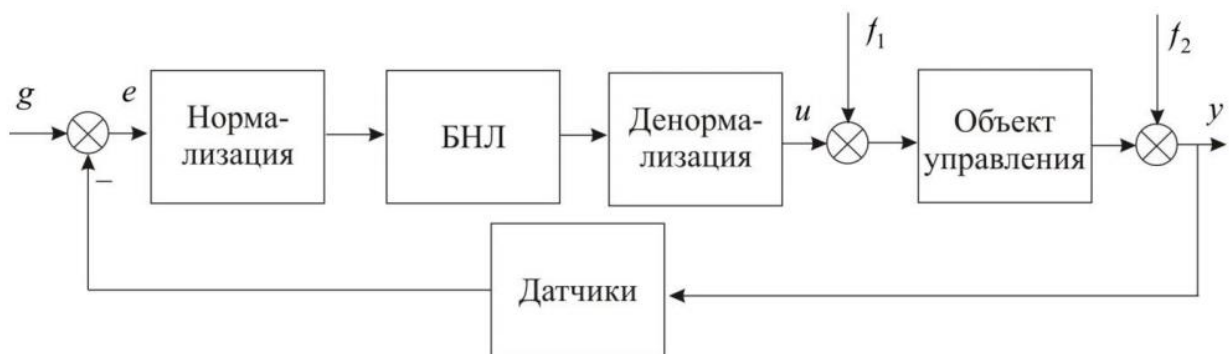 f₁
f₂
g
e
Норма-
лизация
БНЛ
Денорма-
лизация
u
Объект
управления
y
–
Датчики